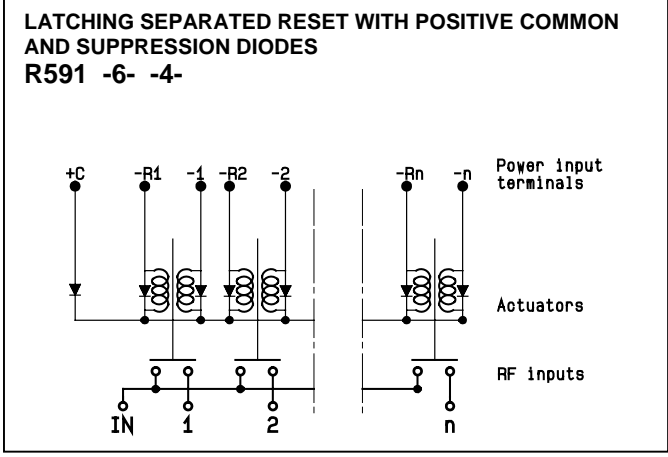 LATCHING SEPARATED RESET WITH POSITIVE COMMON
AND SUPPRESSION DIODES
R591 -6- -4-
+C -R1 -1 -R2 -2 -Rn -n Power input
terminals
Actuators
RF inputs
IN 1 2 n